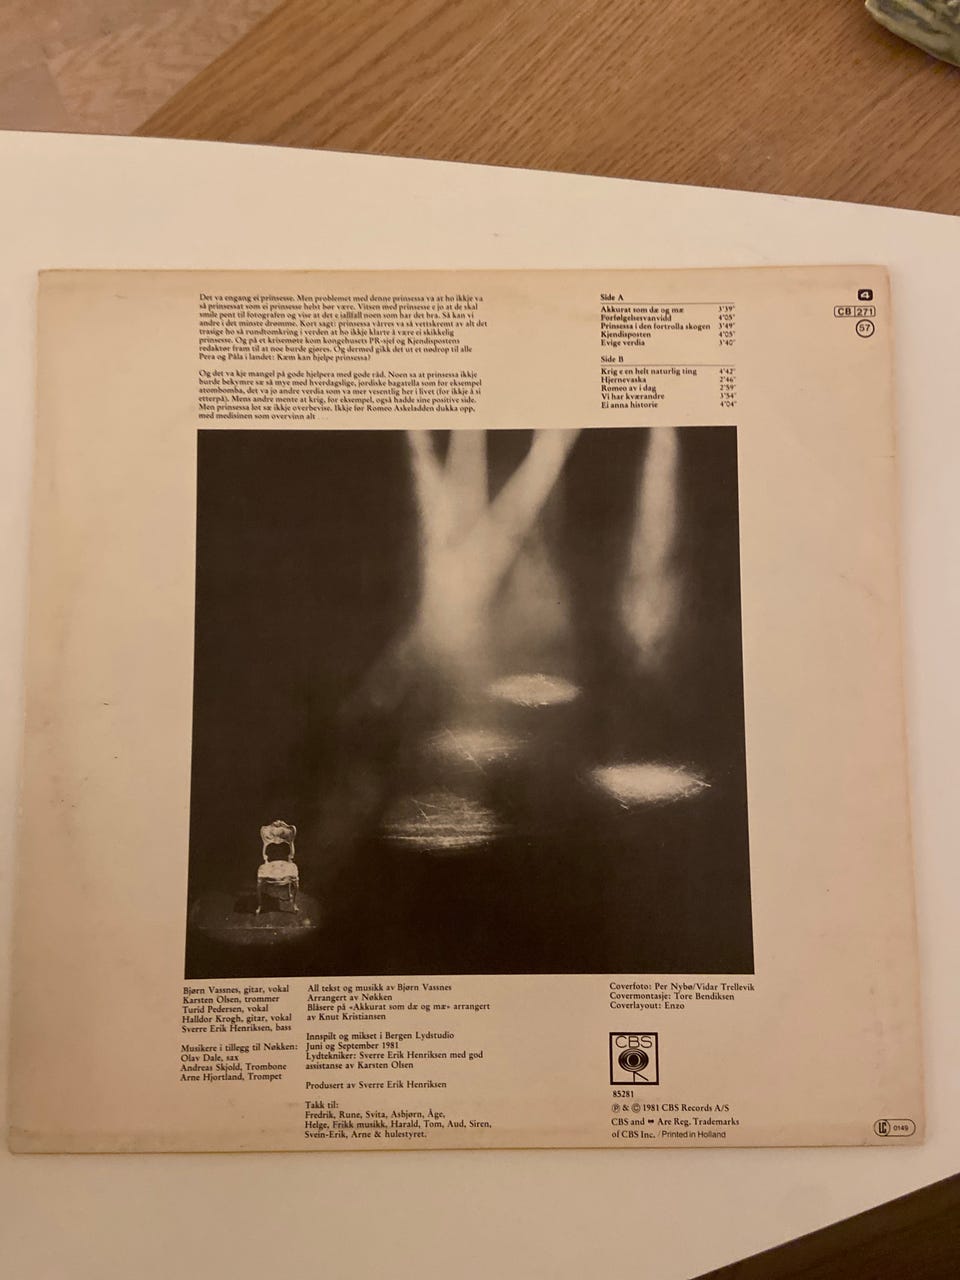 Det va engang ei prinsesse. Men problemet med denne prinsessa va at ho ikkje va
så prinsessat som ei prinsesse helst bør være. Vitsen med prinsesse e jo at de skal
smile pent til fotografen og vise at det e iallfall noen som har det bra. Så kan vi
andre i det minste drømme. Kort sagt: prinsessa vårres va så vettskremt av alt det
trasige ho så rundtomkring i verden at ho ikkje klarte å være ei skikkelig
prinsesse. Og på et krisemøte kom kongehusets PR-sjef og Kjendispostens
redaktør fram til at noe burde gjøres. Og dermed gikk det ut et nødrop til alle
Pera og Påla i landet: Kæm kan hjelpe prinsessa?
Og det va kje mangel på gode hjelpera med gode råd. Noen sa at prinsessa ikkje
burde bekymre sæ så mye med hverdagslige, jordiske bagatella som for eksempel
atombomba, det va jo andre verdia som va mer vesentlig her i livet (for ikkje å si
etterpå). Mens andre mente at krig, for eksempel, også hadde sine positive side.
Men prinsessa lot sæ ikkje overbevise. Ikkje før Romeo Askeladden dukka opp,
med medisinen som overvinn alt . . .
Side A
Akkurat som dæ og mæ 3'39"
Forfølgelsesvanvidd 4'05"
Prinsessa i den fortrolla skogen 3'49"
Kjendisposten 4'05"
Evige verdia 3'40"
Side B
Krig e en helt naturlig ting 4'42"
Hjernevaska 2'46"
Romeo av i dag 2'59"
Vi har kværandre 3'54"
Ei anna historie 4'04"
4
CB 271
57
Bjørn Vassnes, gitar, vokal
Karsten Olsen, trommer
Turid Pedersen, vokal
Halldor Krogh, gitar, vokal
Sverre Erik Henriksen, bass
Musikere i tillegg til Nøkken:
Olav Dale, sax
Andreas Skjold, Trombone
Arne Hjortland, Trompet
All tekst og musikk av Bjørn Vassnes
Arrangert av Nøkken
Blåsere på «Akkurat som dæ og mæ» arrangert
av Knut Kristiansen
Innspilt og mikset i Bergen Lydstudio
Juni og September 1981
Lydtekniker: Sverre Erik Henriksen med god
assistanse av Karsten Olsen
Produsert av Sverre Erik Henriksen
Takk til:
Fredrik, Rune, Svita, Asbjørn, Åge,
Helge, Frikk musikk, Harald, Tom, Aud, Siren,
Svein-Erik, Arne & hulestyret.
Coverfoto: Per Nybø/Vidar Trellevik
Covermontasje: Tore Bendiksen
Coverlayout: Enzo
CBS
85281
℗ & © 1981 CBS Records A/S
CBS and Are Reg. Trademarks
of CBS Inc. / Printed in Holland
LC 0149